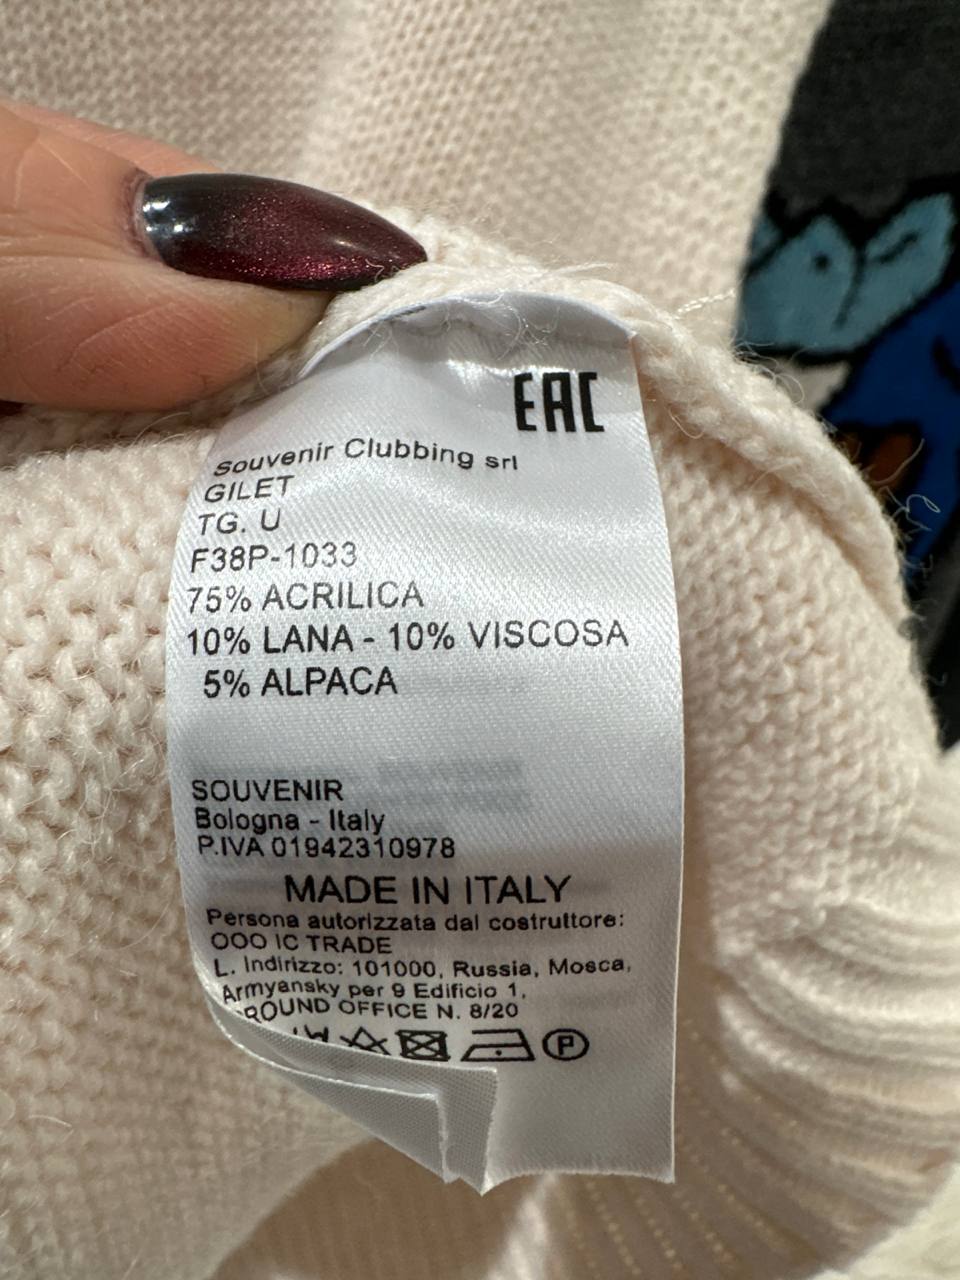 EAC
Souvenir Clubbing srl
GILET
TG. U
F38P-1033
75% ACRILICA
10% LANA - 10% VISCOSA
5% ALPACA
SOUVENIR
Bologna - Italy
P.IVA 01942310978
MADE IN ITALY
Persona autorizzata dal costruttore:
OOO IC TRADE
L. Indirizzo: 101000, Russia, Mosca,
Armyansky per 9 Edificio 1,
ROUND OFFICE N. 8/20
P